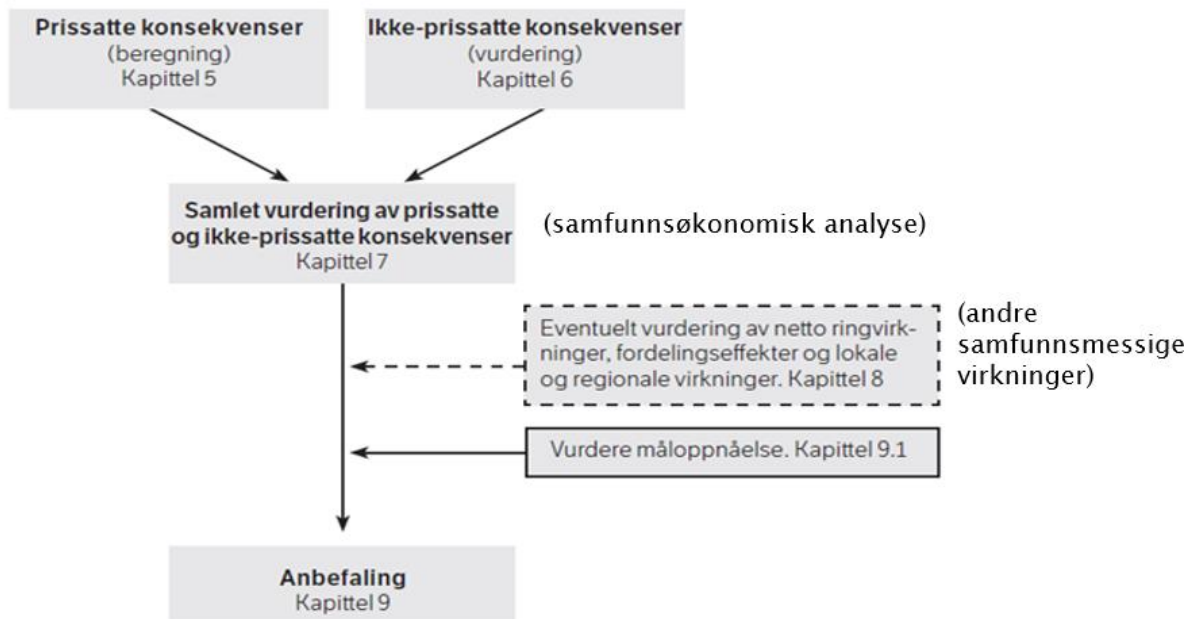 Prissatte konsekvenser
(beregning)
Kapittel 5
Ikke-prissatte konsekvenser
(vurdering)
Kapittel 6
Samlet vurdering av prissatte
og ikke-prissatte konsekvenser
Kapittel 7
(samfunnsøkonomisk analyse)
Eventuelt vurdering av netto ringvirk-
ninger, fordelingseffekter og lokale
og regionale virkninger. Kapittel 8
(andre
samfunnsmessige
virkninger)
Vurdere måloppnåelse. Kapittel 9.1
Anbefaling
Kapittel 9